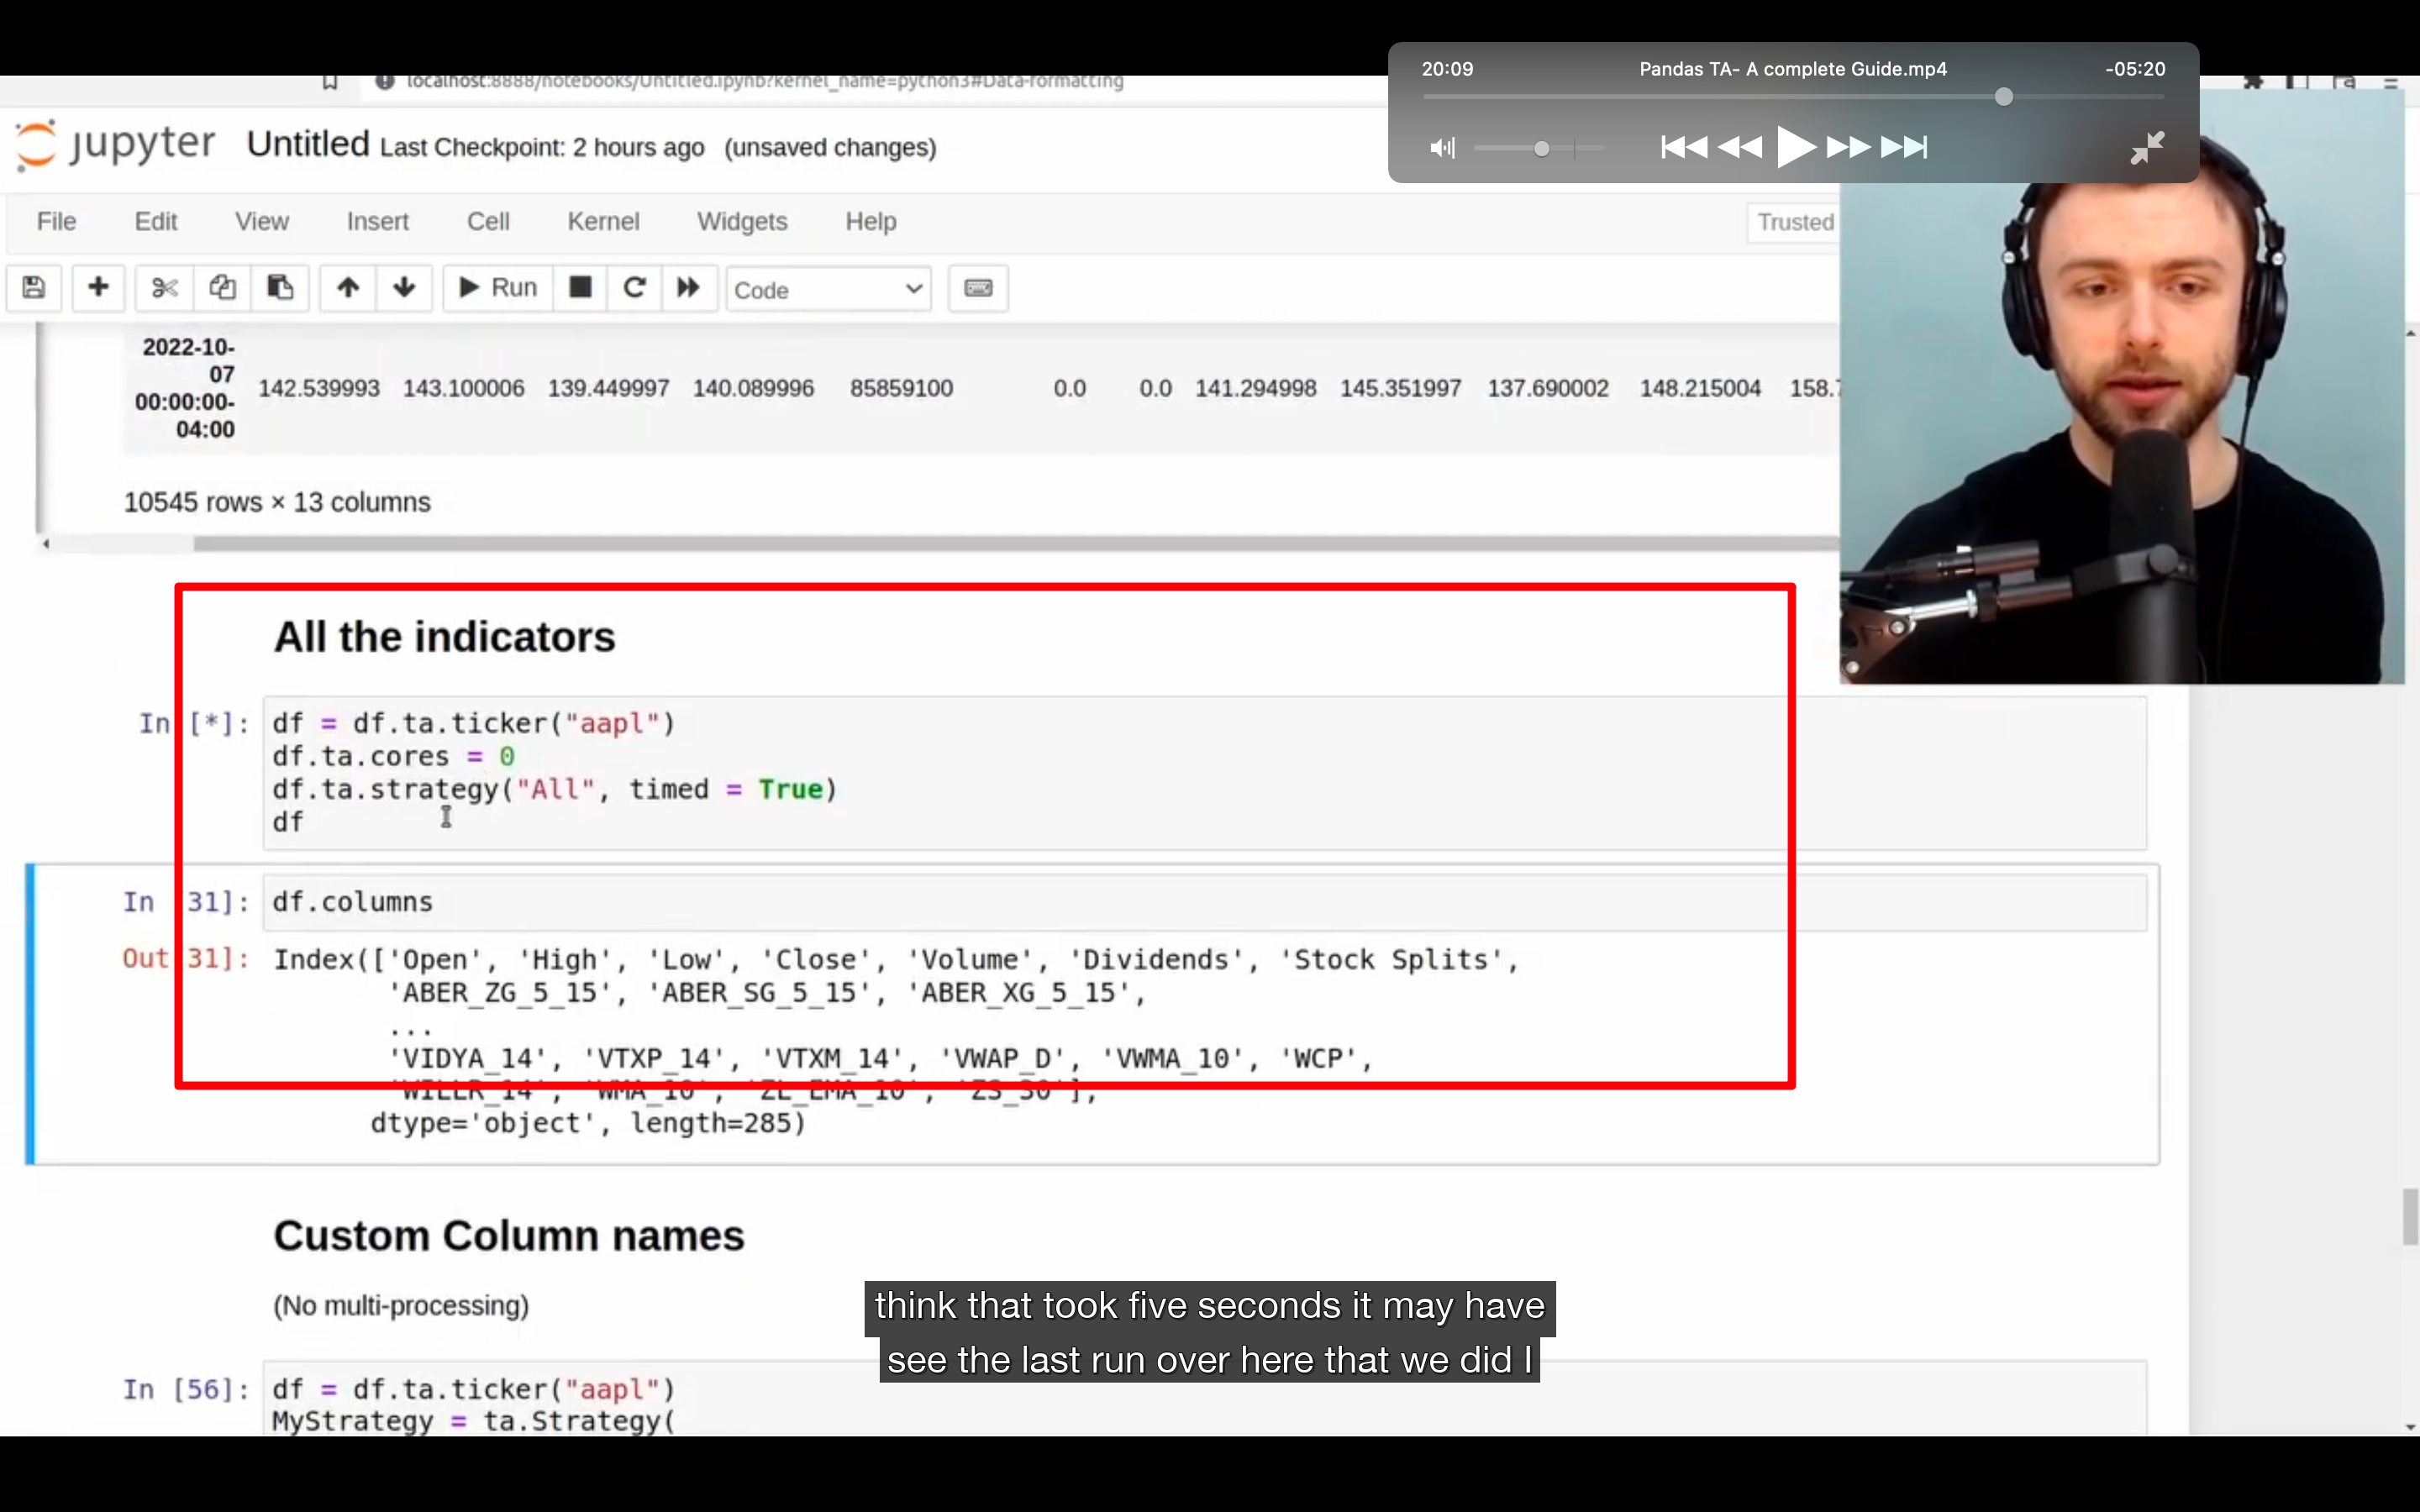 20:09 Pandas TA- A complete Guide.mp4 -05:20
localhost:8888/notebooks/Untitled.ipynb?kernel_name=python3#Data-formatting
jupyter Untitled Last Checkpoint: 2 hours ago (unsaved changes)
File Edit View Insert Cell Kernel Widgets Help Trusted
Run Code
2022-10-
07
00:00:00-
04:00
142.539993 143.100006 139.449997 140.089996 85859100 0.0 0.0 141.294998 145.351997 137.690002 148.215004 158.7
10545 rows × 13 columns
All the indicators
In [*]: df = df.ta.ticker("aapl")
df.ta.cores = 0
df.ta.strategy("All", timed = True)
df
In 31]: df.columns
Out 31]: Index(['Open', 'High', 'Low', 'Close', 'Volume', 'Dividends', 'Stock Splits',
'ABER_ZG_5_15', 'ABER_SG_5_15', 'ABER_XG_5_15',
...
'VIDYA_14', 'VTXP_14', 'VTXM_14', 'VWAP_D', 'VWMA_10', 'WCP',
'WILLR_14', 'WMA_10', 'ZL_EMA_10', 'ZS_30'],
dtype='object', length=285)
Custom Column names
(No multi-processing)
think that took five seconds it may have
see the last run over here that we did I
In [56]: df = df.ta.ticker("aapl")
MyStrategy = ta.Strategy(